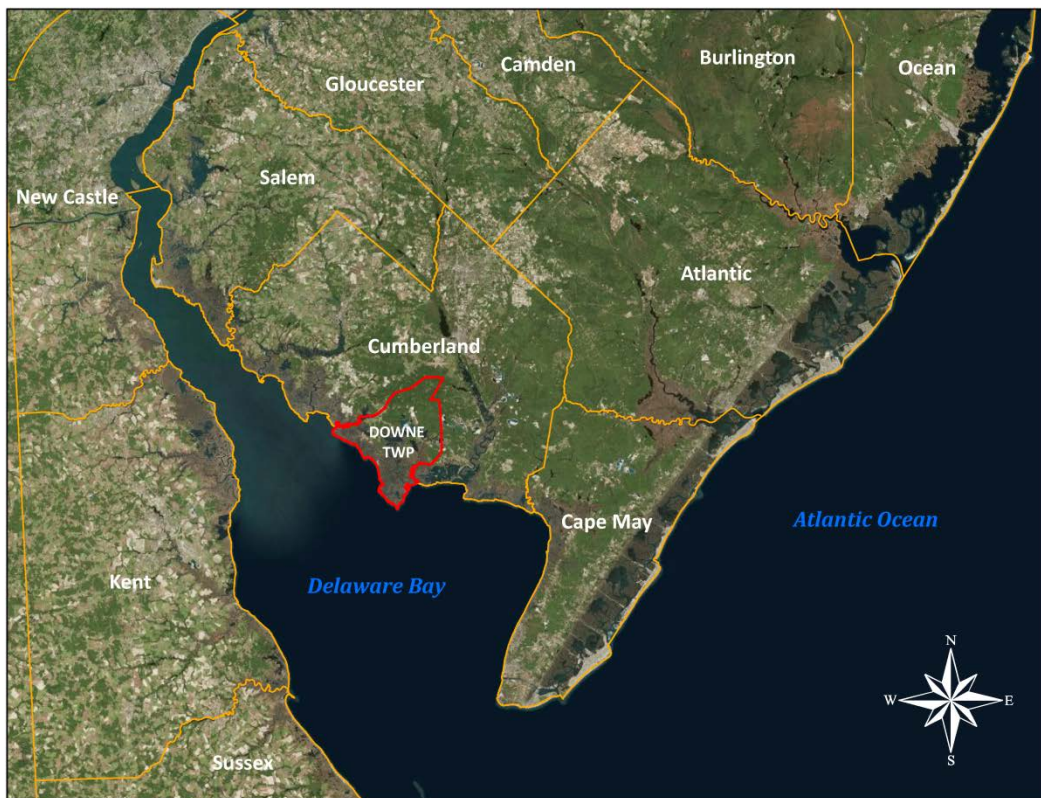 Camden
Burlington
Ocean
Gloucester
Salem
New Castle
Atlantic
Cumberland
DOWNE
TWP
Cape May
Atlantic Ocean
Kent
Delaware Bay
N
W
E
S
Sussex